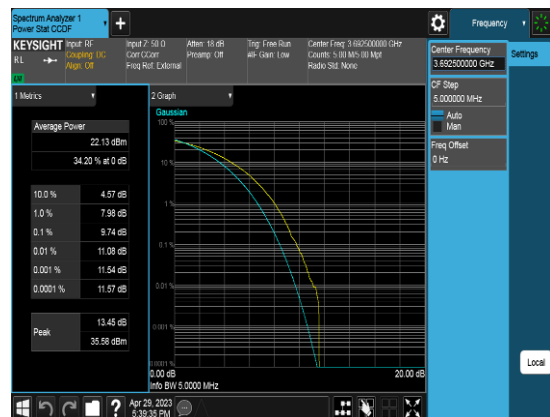 Spectrum Analyzer 1
Power Stat CCDF
+
Frequency
KEYSIGHT
RL
Input: RF
Coupling: DC
Align: Off
Input Z: 50 Ω
Corr CCorr
Freq Ref: External
Atten: 18 dB
Preamp: Off
Trig: Free Run
#IF Gain: Low
Center Freq: 3.692500000 GHz
Counts: 5.00 M/5.00 Mpt
Radio Std: None
1 Metrics
Average Power
22.13 dBm
34.20 % at 0 dB
10.0 % 4.57 dB
1.0 % 7.98 dB
0.1 % 9.74 dB
0.01 % 11.08 dB
0.001 % 11.54 dB
0.0001 % 11.57 dB
Peak
13.45 dB
35.58 dBm
2 Graph
Gaussian
100 %
10 %
1 %
0.1 %
0.01 %
0.001 %
0.0001 %
0.00 dB
20.00 dB
Info BW 5.0000 MHz
Center Frequency
3.692500000 GHz
CF Step
5.000000 MHz
Auto
Man
Freq Offset
0 Hz
Settings
Local
?
Apr 29, 2023
5:39:35 PM